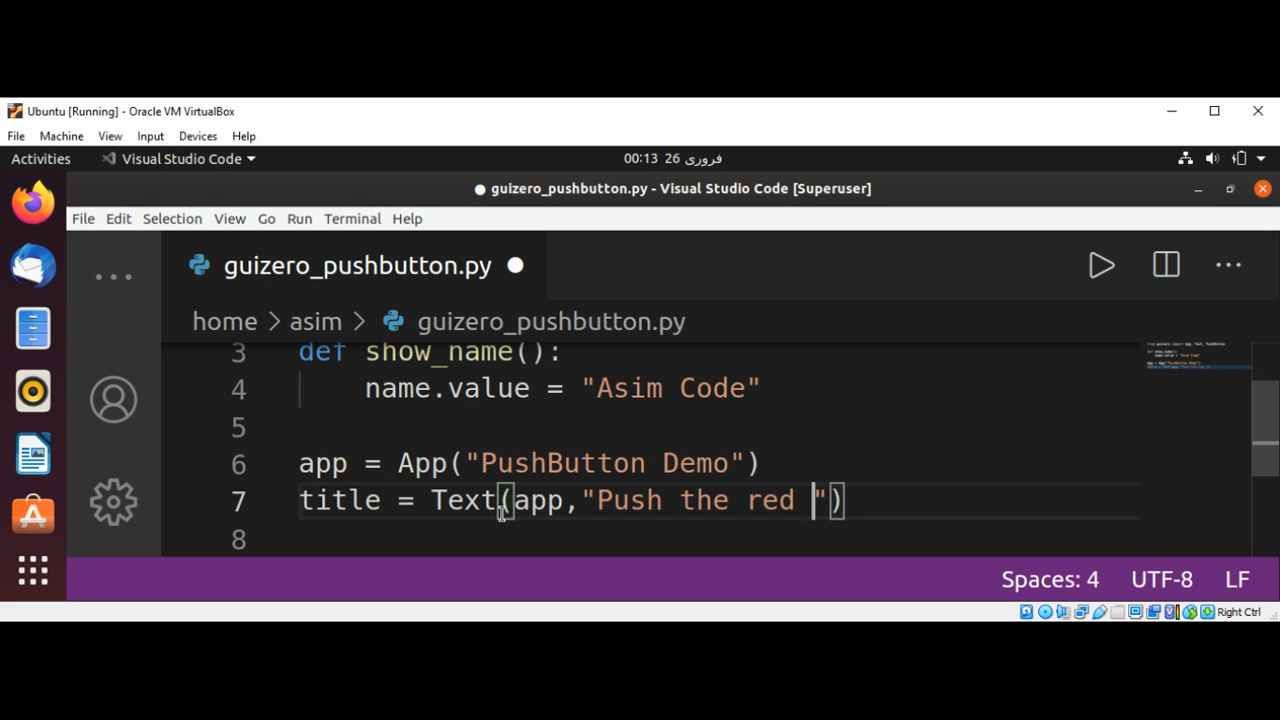 Ubuntu [Running] - Oracle VM VirtualBox
File Machine View Input Devices Help
Activities Visual Studio Code 00:13 26 فروری
guizero_pushbutton.py - Visual Studio Code [Superuser]
File Edit Selection View Go Run Terminal Help
guizero_pushbutton.py
home > asim > guizero_pushbutton.py
3 def show_name():
4 name.value = "Asim Code"
5
6 app = App("PushButton Demo")
7 title = Text(app,"Push the red ")
8
Spaces: 4 UTF-8 LF
Right Ctrl